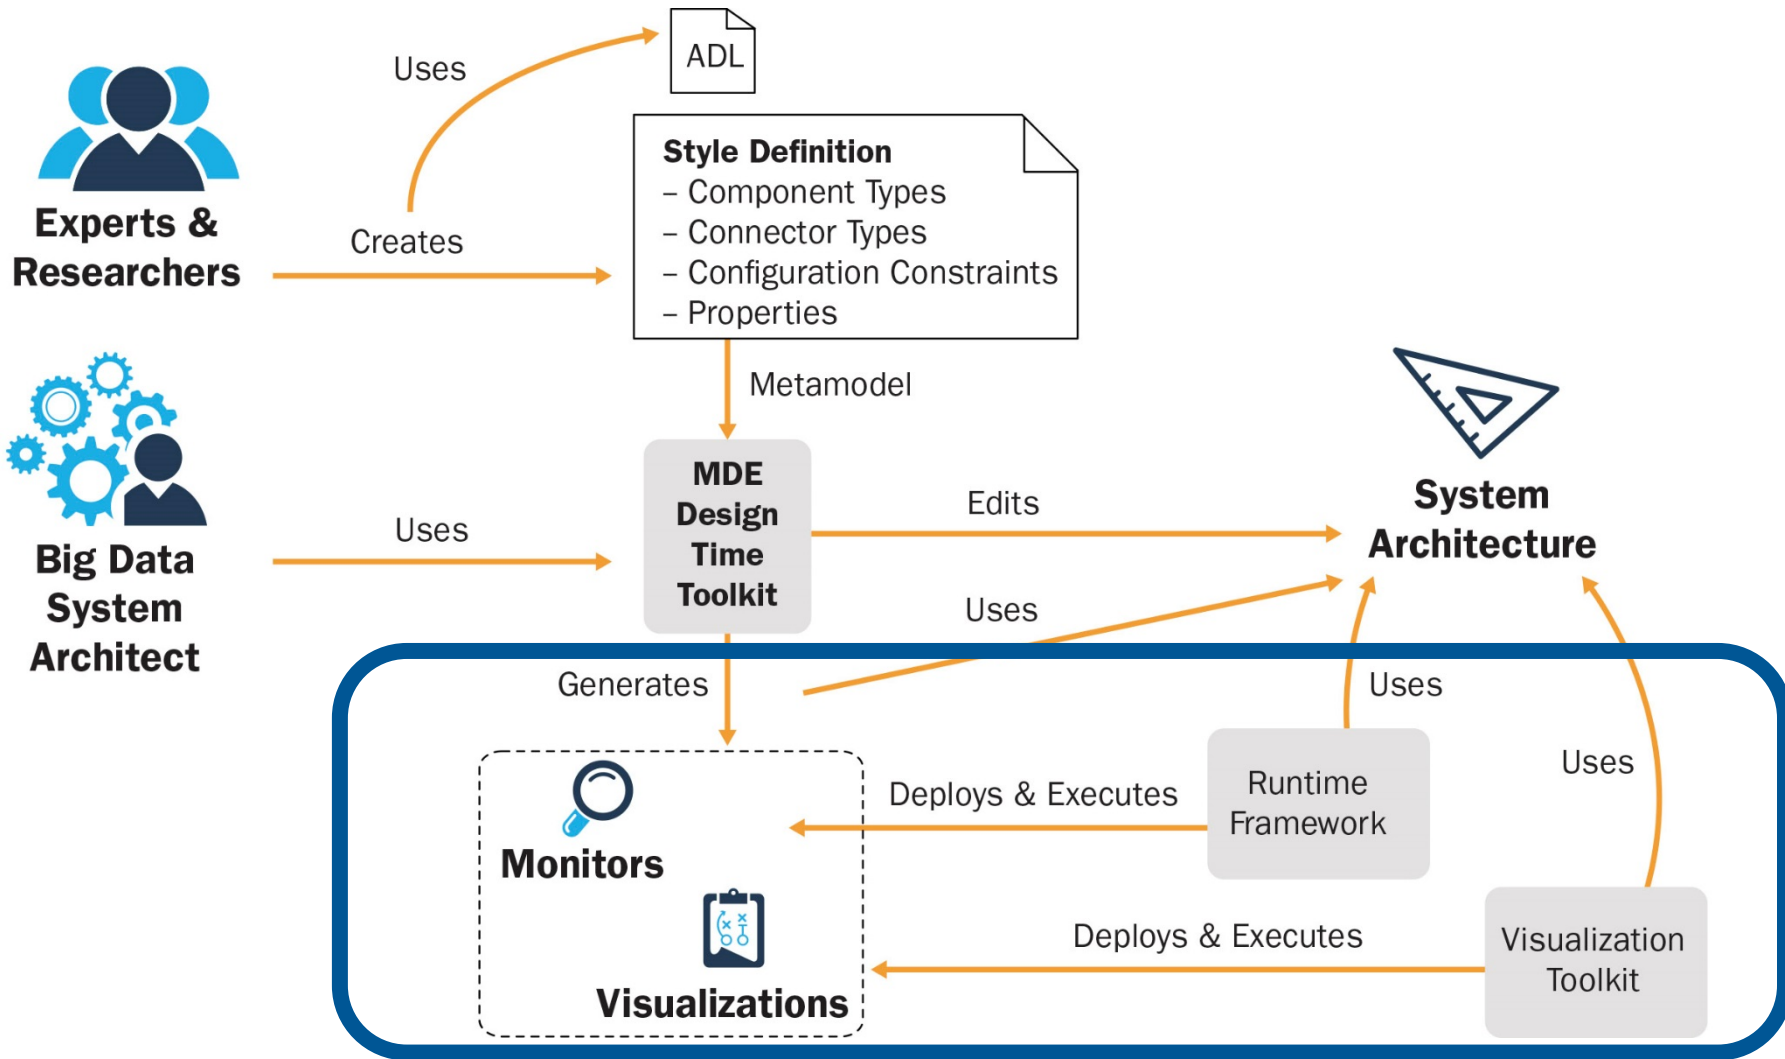 Uses
ADL
Experts &
Researchers
Creates
Style Definition
– Component Types
– Connector Types
– Configuration Constraints
– Properties
Metamodel
Big Data
System
Architect
Uses
MDE
Design
Time
Toolkit
Edits
System
Architecture
Uses
Generates
Uses
Uses
Monitors
Visualizations
Deploys & Executes
Runtime
Framework
Deploys & Executes
Visualization
Toolkit